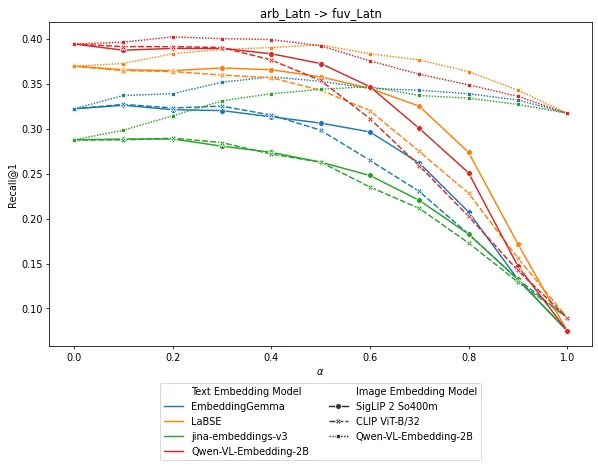 arb_Latn -> fuv_Latn
Recall@1
0.40
0.35
0.30
0.25
0.20
0.15
0.10
0.0 0.2 0.4 0.6 0.8 1.0
α
Text Embedding Model
EmbeddingGemma
LaBSE
jina-embeddings-v3
Qwen-VL-Embedding-2B
Image Embedding Model
SigLIP 2 So400m
CLIP ViT-B/32
Qwen-VL-Embedding-2B